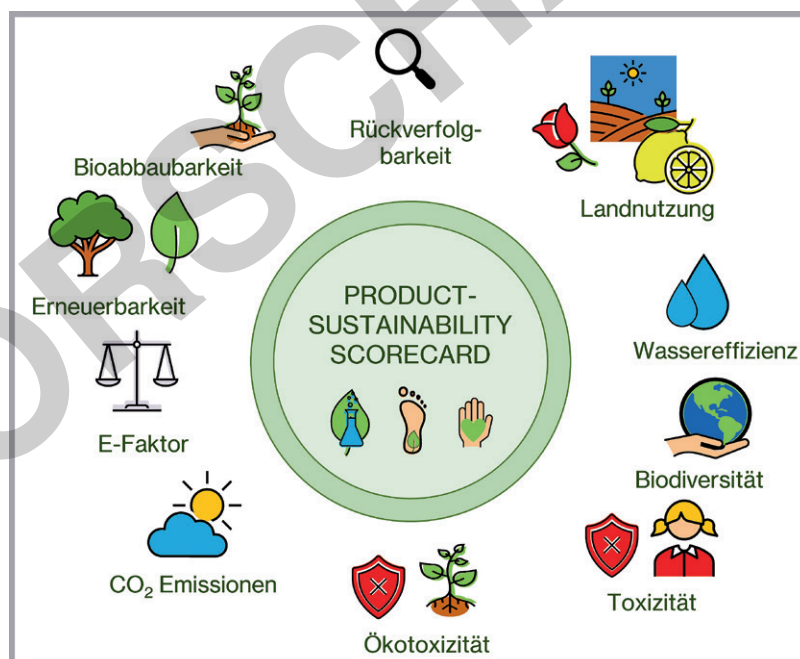 Rückverfolg-
barkeit
Bioabbaubarkeit
Landnutzung
Erneuerbarkeit
PRODUCT-
SUSTAINABILITY
SCORECARD
Wassereffizienz
E-Faktor
Biodiversität
CO₂ Emissionen
Toxizität
Ökotoxizität